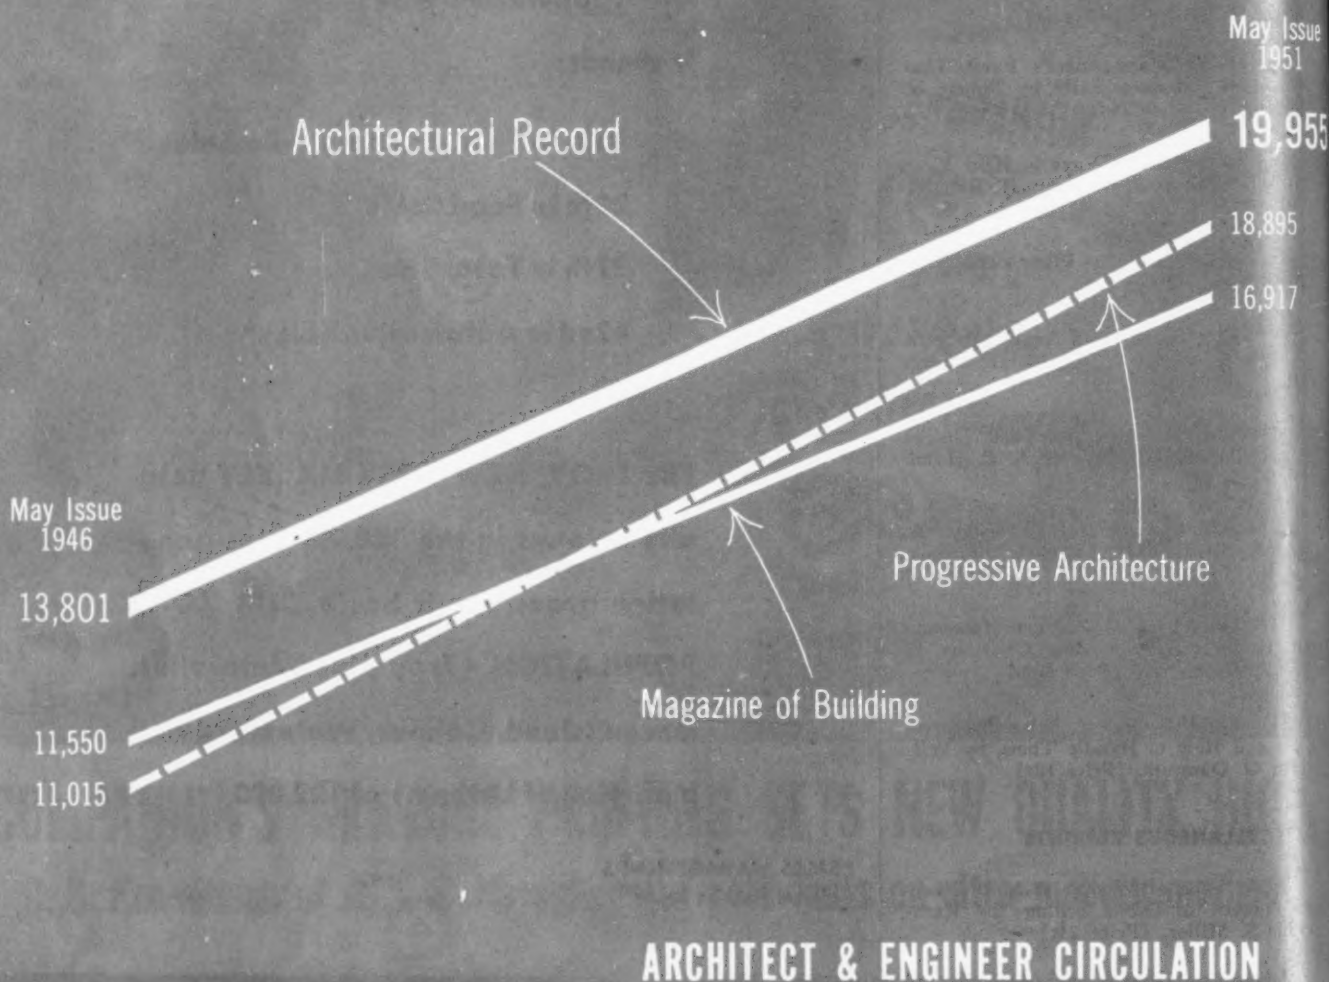 May Issue
1951
Architectural Record
19,955
18,895
16,917
May Issue
1946
Progressive Architecture
13,801
Magazine of Building
11,550
11,015
ARCHITECT & ENGINEER CIRCULATION